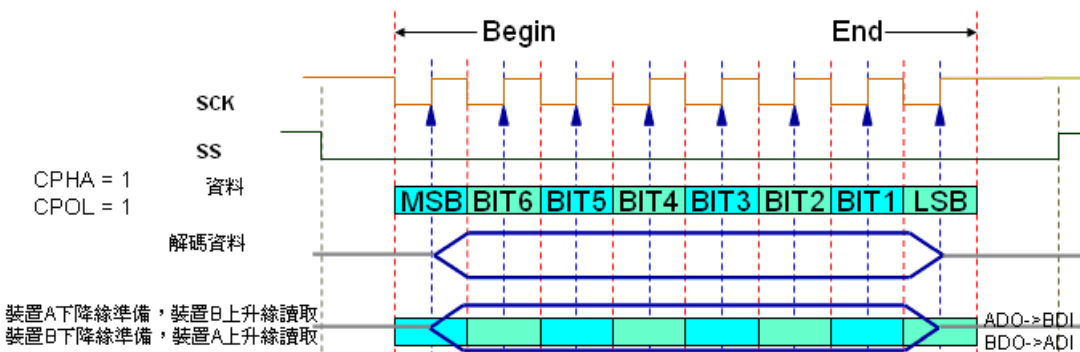 Begin End
SCK
SS
CPHA = 1
CPOL = 1
資料
MSB BIT6 BIT5 BIT4 BIT3 BIT2 BIT1 LSB
解碼資料
裝置A下降緣準備，裝置B上升緣讀取
裝置B下降緣準備，裝置A上升緣讀取
ADO->BDI
BDO->ADI